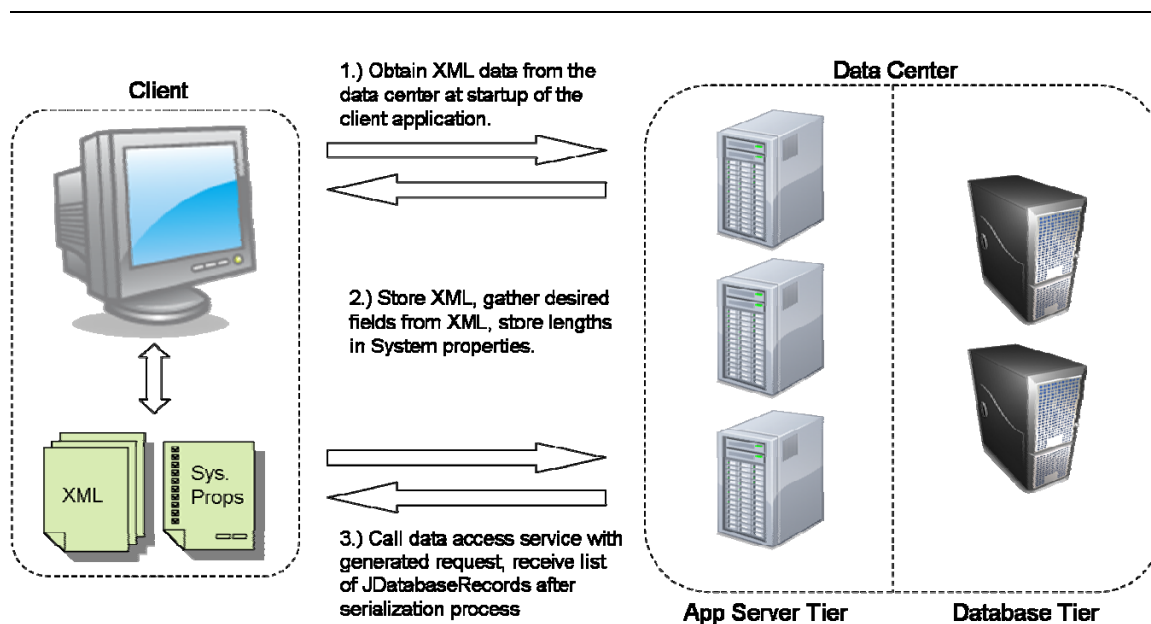 Client
1.) Obtain XML data from the
data center at startup of the
client application.
Data Center
2.) Store XML, gather desired
fields from XML, store lengths
in System properties.
XML
Sys.
Props
3.) Call data access service with
generated request, receive list
of JDatabaseRecords after
serialization process
App Server Tier
Database Tier